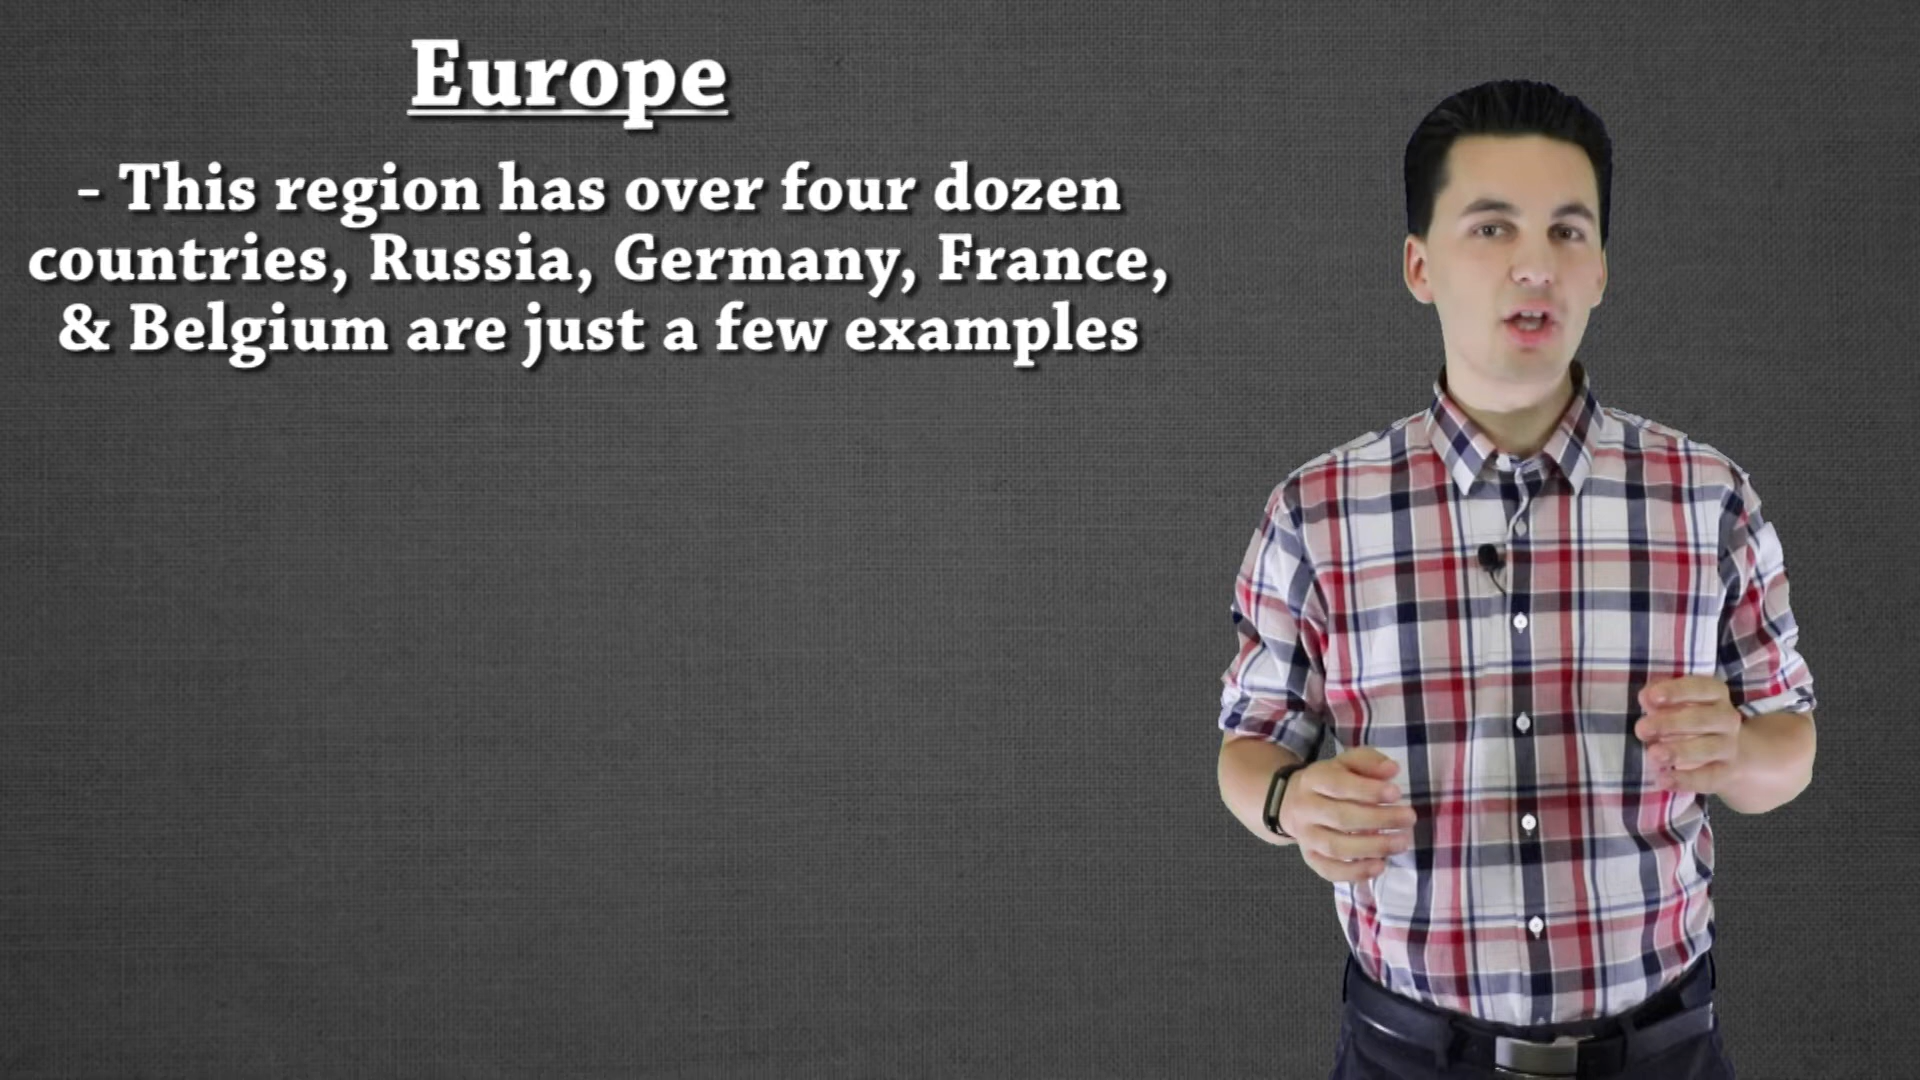 Europe
- This region has over four dozen
countries, Russia, Germany, France,
& Belgium are just a few examples